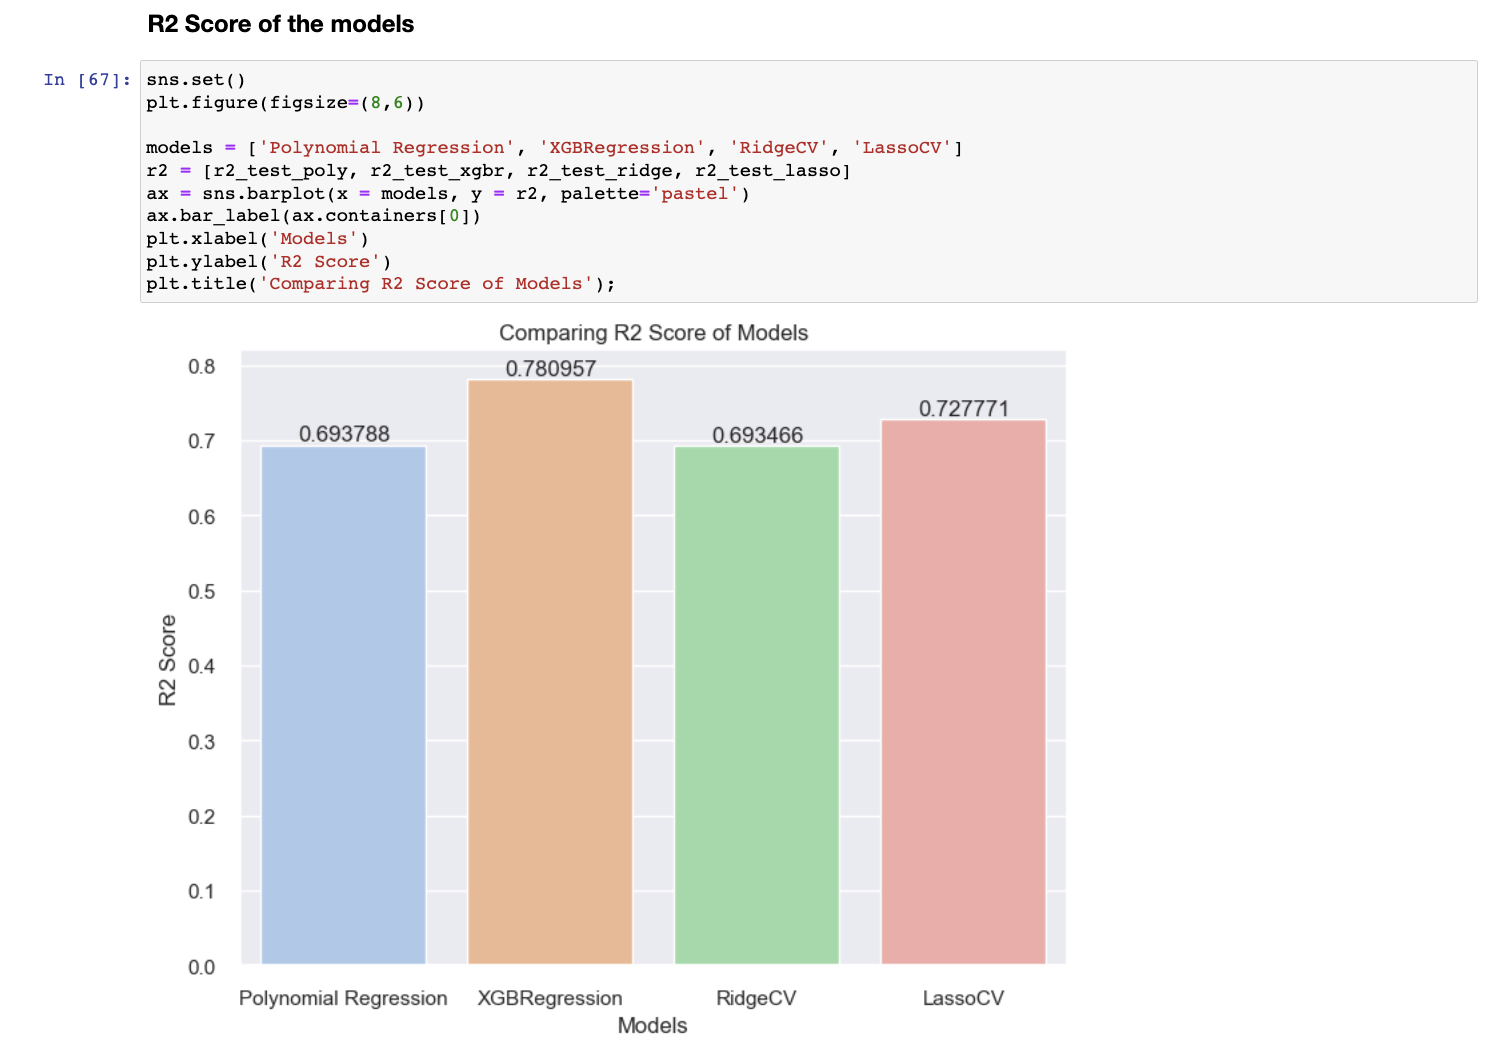 R2 Score of the models
In [67]:
sns.set()
plt.figure(figsize=(8,6))
models = ['Polynomial Regression', 'XGBRegression', 'RidgeCV', 'LassoCV']
r2 = [r2_test_poly, r2_test_xgbr, r2_test_ridge, r2_test_lasso]
ax = sns.barplot(x = models, y = r2, palette='pastel')
ax.bar_label(ax.containers[0])
plt.xlabel('Models')
plt.ylabel('R2 Score')
plt.title('Comparing R2 Score of Models');
Comparing R2 Score of Models
0.8
0.7
0.6
0.5
0.4
0.3
0.2
0.1
0.0
R2 Score
0.693788
0.780957
0.693466
0.727771
Polynomial Regression
XGBRegression
RidgeCV
LassoCV
Models